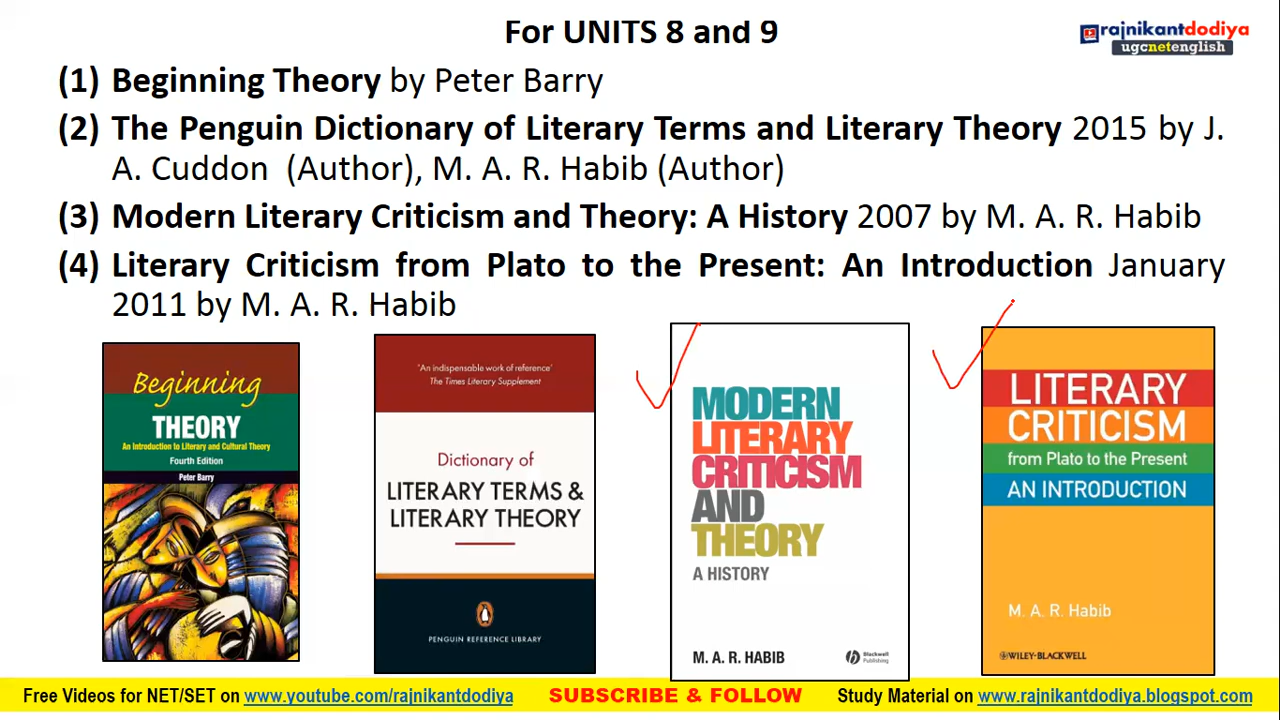 For UNITS 8 and 9
rajnikantdodiya
ugcnetenglish
(1) Beginning Theory by Peter Barry
(2) The Penguin Dictionary of Literary Terms and Literary Theory 2015 by J.
A. Cuddon (Author), M. A. R. Habib (Author)
(3) Modern Literary Criticism and Theory: A History 2007 by M. A. R. Habib
(4) Literary Criticism from Plato to the Present: An Introduction January
2011 by M. A. R. Habib
Beginning
THEORY
An Introduction to Literary and Cultural Theory
Fourth Edition
Peter Barry
'An indispensable work of reference'
The Times Literary Supplement
Dictionary of
LITERARY TERMS &
LITERARY THEORY
PENGUIN REFERENCE LIBRARY
MODERN
LITERARY
CRITICISM
AND
THEORY
A HISTORY
M. A. R. HABIB
Blackwell
Publishing
LITERARY
CRITICISM
from Plato to the Present
AN INTRODUCTION
M. A. R. Habib
WILEY-BLACKWELL
Free Videos for NET/SET on www.youtube.com/rajnikantdodiya SUBSCRIBE & FOLLOW Study Material on www.rajnikantdodiya.blogspot.com